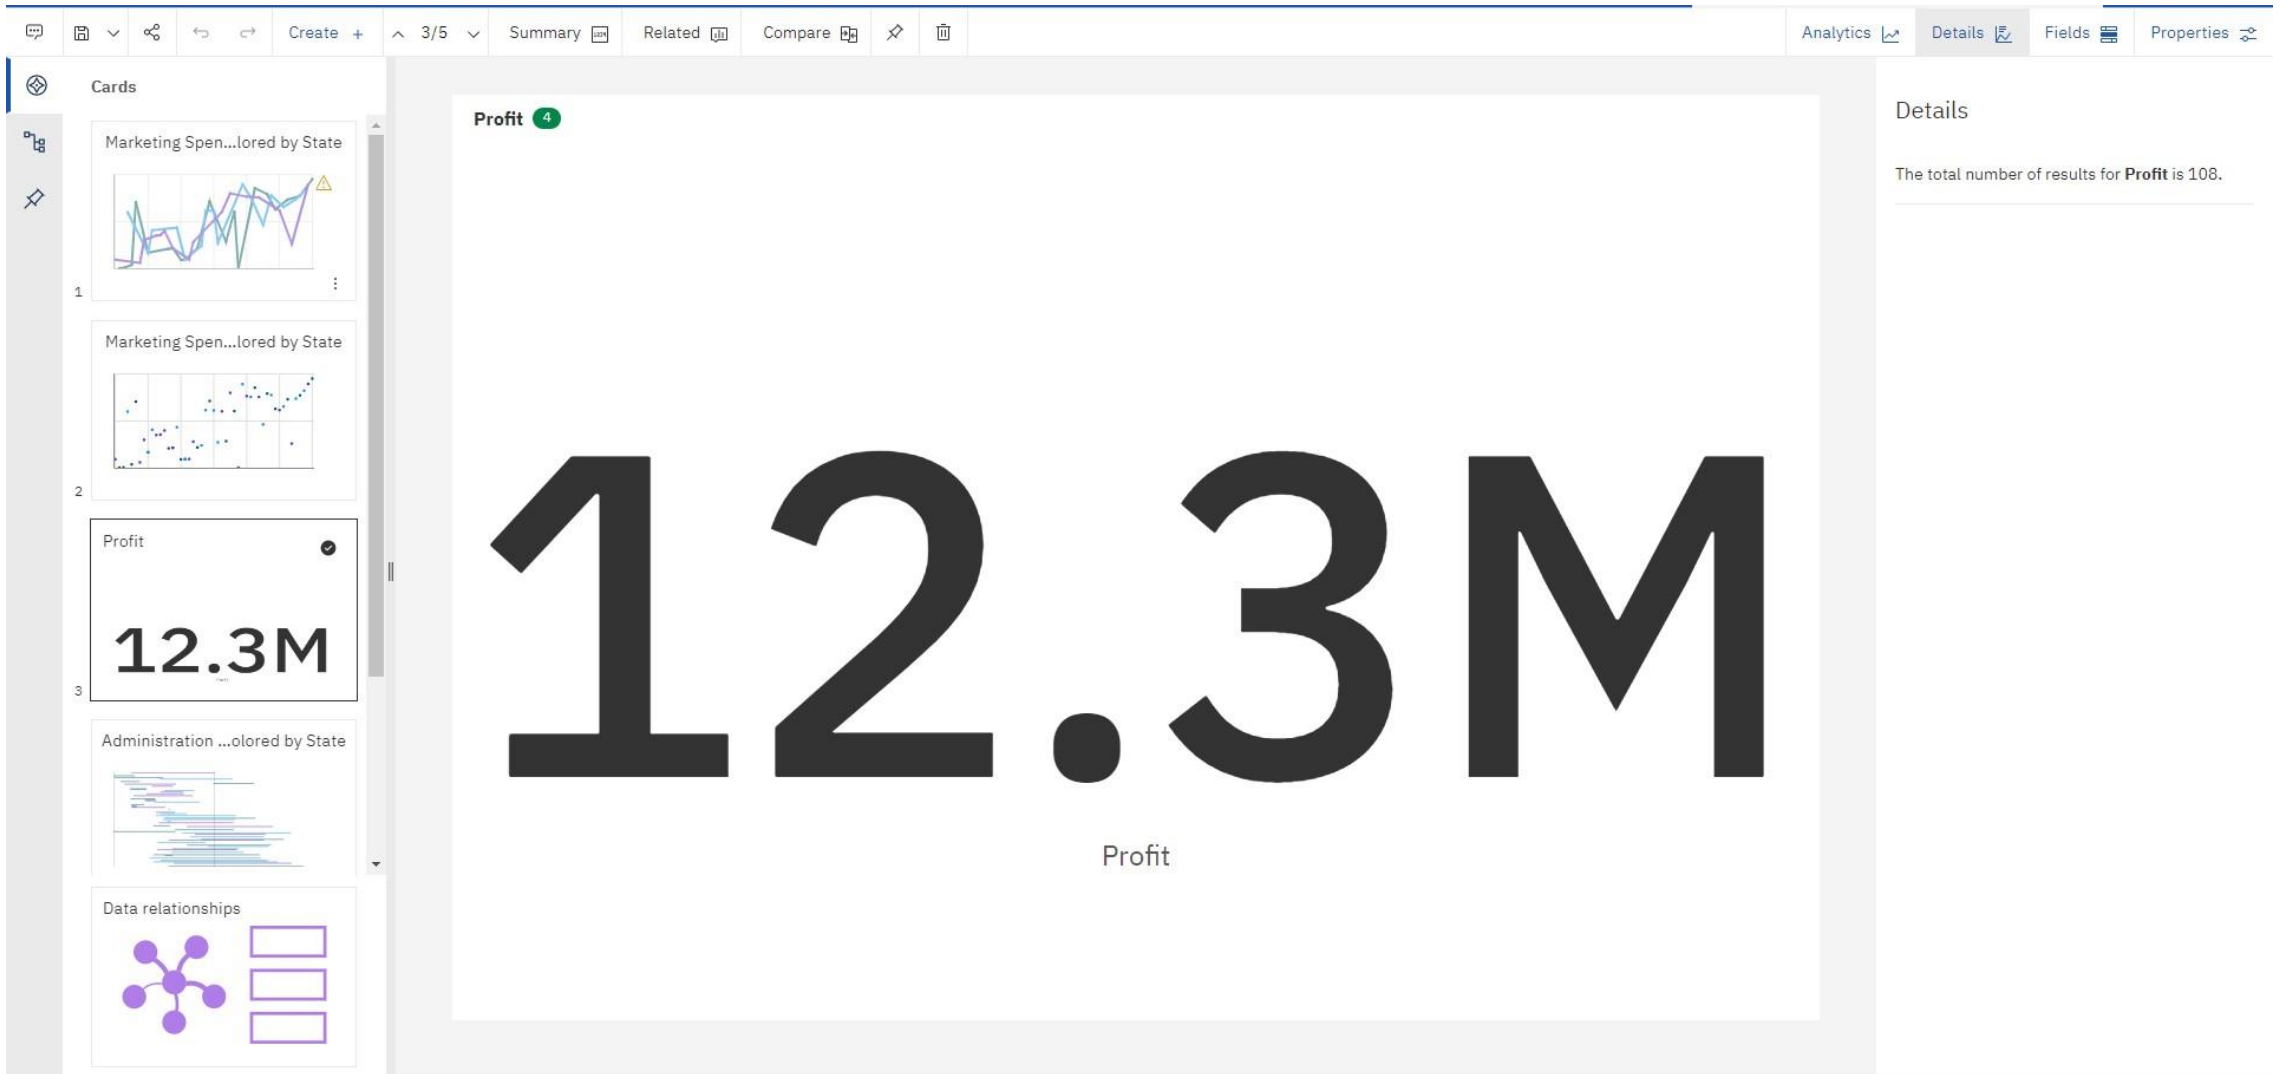 Create +
3/5
Summary
Related
Compare
Analytics
Details
Fields
Properties
Cards
Marketing Spen...lored by State
1
Marketing Spen...lored by State
2
Profit
12.3M
3
Administration ...olored by State
Data relationships
Profit 4
12.3M
Profit
Details
The total number of results for Profit is 108.